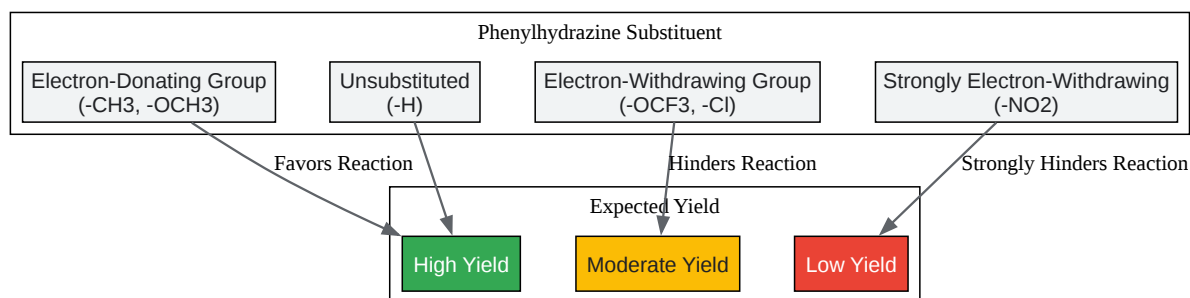 Phenylhydrazine Substituent
Electron-Donating Group
(-CH3, -OCH3)
Unsubstituted
(-H)
Electron-Withdrawing Group
(-OCF3, -Cl)
Strongly Electron-Withdrawing
(-NO2)
Favors Reaction
Hinders Reaction
Strongly Hinders Reaction
Expected Yield
High Yield
Moderate Yield
Low Yield